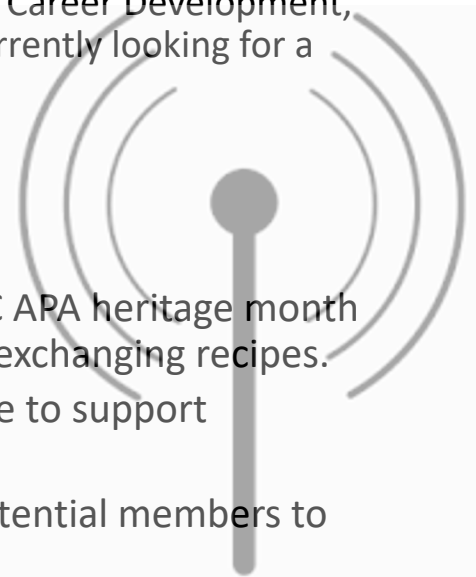 Career Development,
rrently looking for a
C APA heritage month
exchanging recipes.
e to support
tential members to